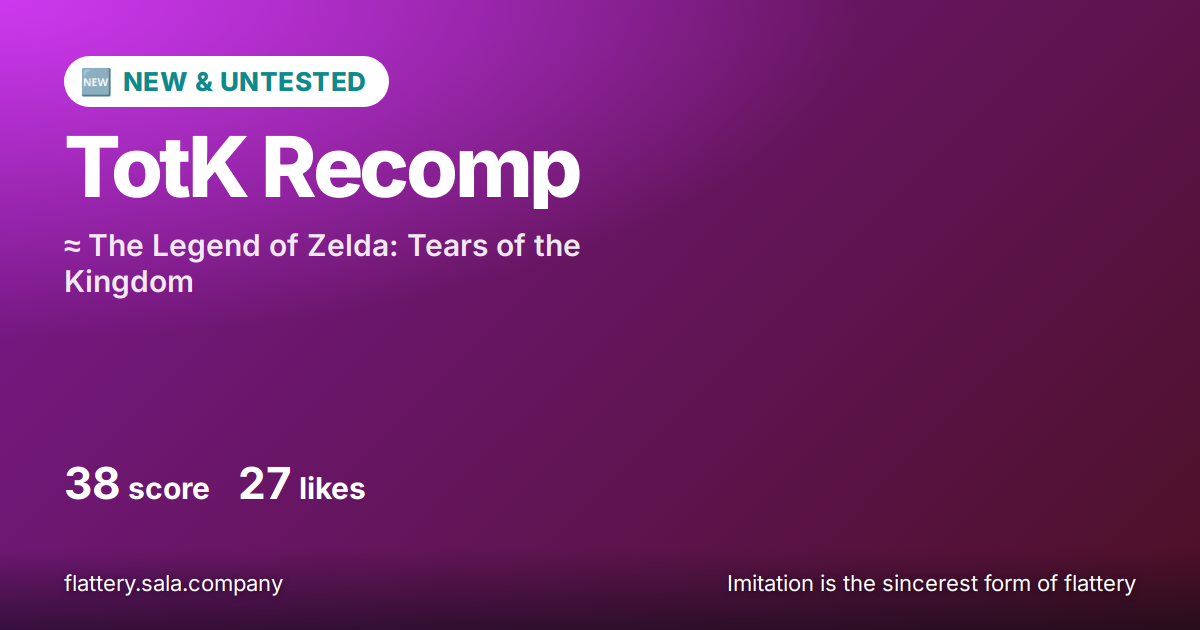 🆕 NEW & UNTESTED
TotK Recomp
≈ The Legend of Zelda: Tears of the
Kingdom
38 score 27 likes
flattery.sala.company
Imitation is the sincerest form of flattery